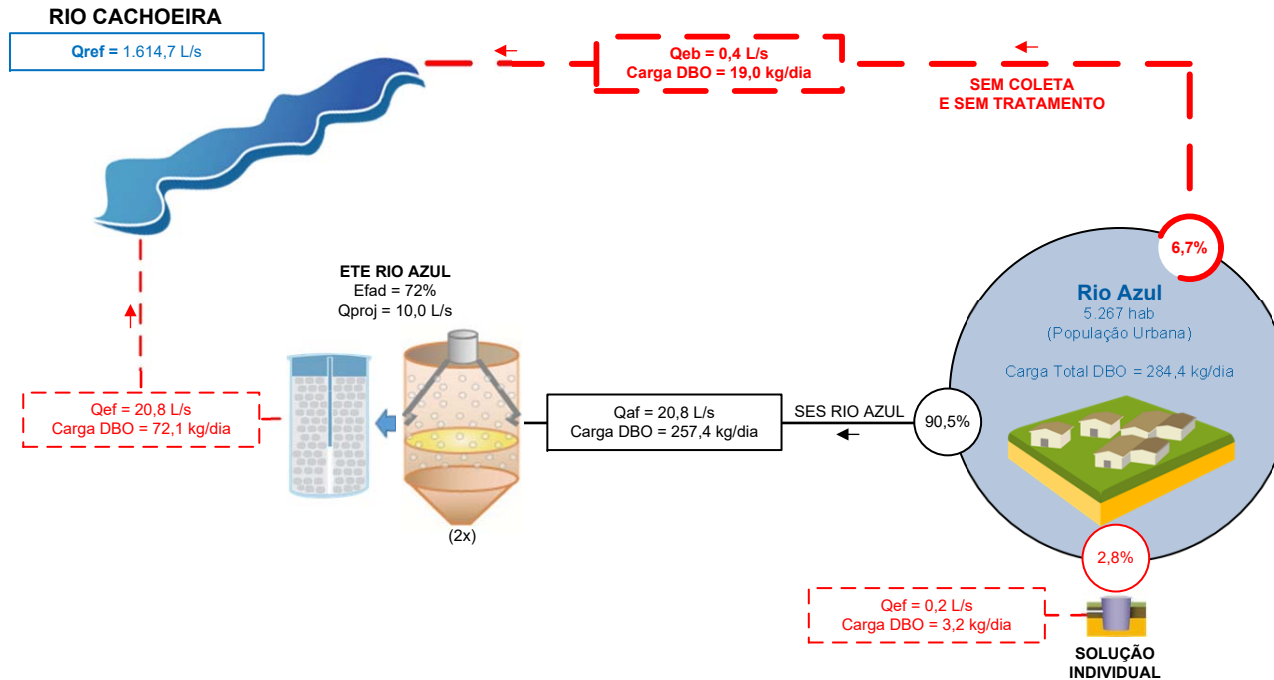 RIO CACHOEIRA
Qref = 1.614,7 L/s
Qeb = 0,4 L/s
Carga DBO = 19,0 kg/dia
SEM COLETA
E SEM TRATAMENTO
6,7%
ETE RIO AZUL
Efad = 72%
Qproj = 10,0 L/s
Rio Azul
5.267 hab
(População Urbana)
Carga Total DBO = 284,4 kg/dia
Qef = 20,8 L/s
Carga DBO = 72,1 kg/dia
Qaf = 20,8 L/s
Carga DBO = 257,4 kg/dia
SES RIO AZUL
90,5%
(2x)
2,8%
Qef = 0,2 L/s
Carga DBO = 3,2 kg/dia
SOLUÇÃO
INDIVIDUAL